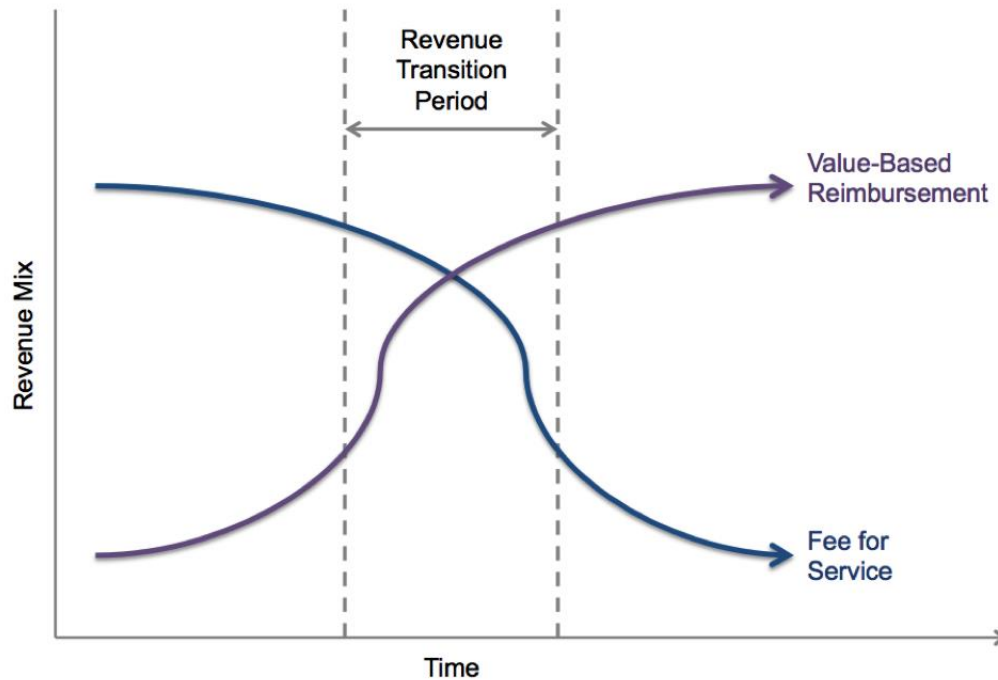 Revenue
Transition
Period
Value-Based
Reimbursement
Revenue Mix
Fee for
Service
Time